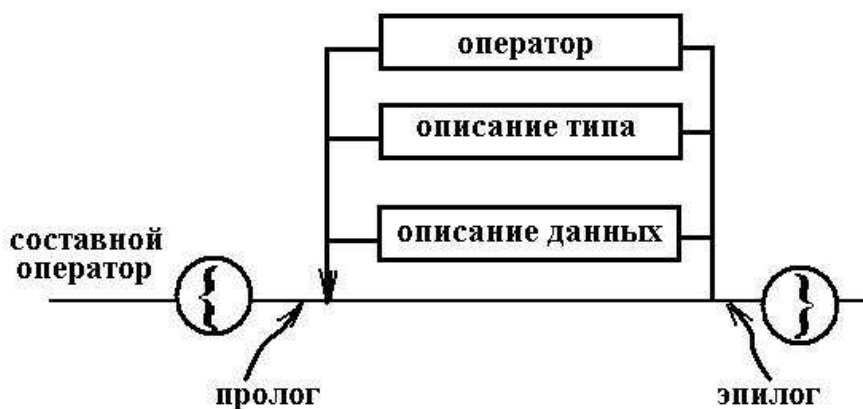 оператор
описание типа
описание данных
составной
оператор
{
}
пролог
эпилог